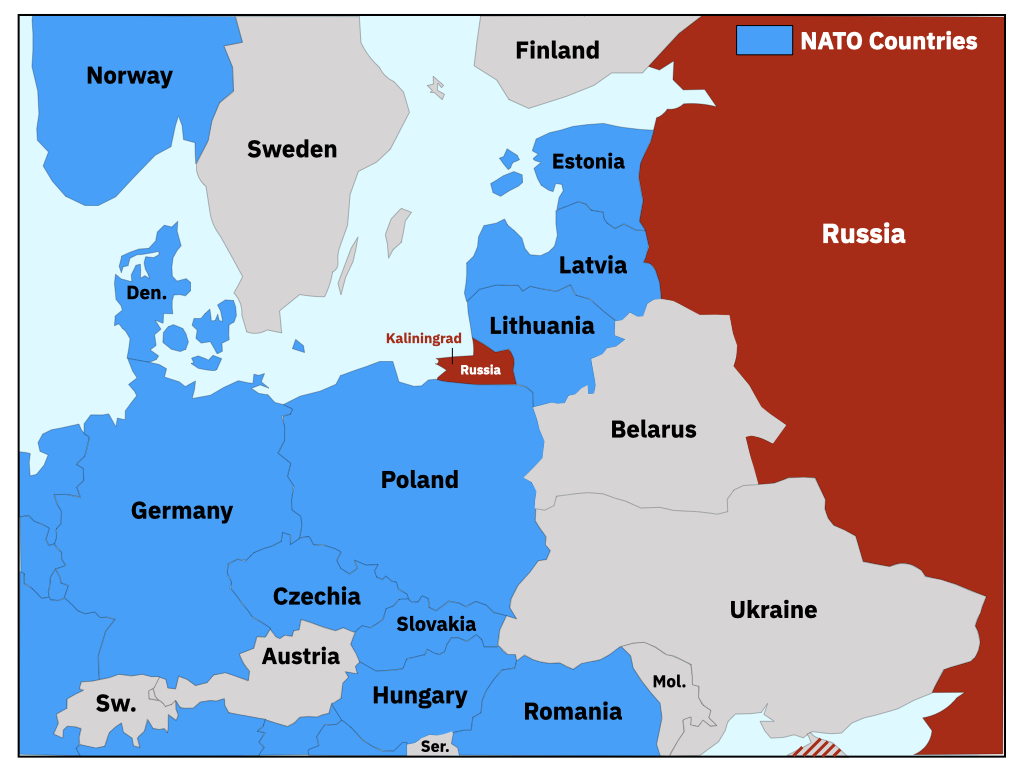 NATO Countries
Finland
Norway
Sweden
Estonia
Russia
Latvia
Den.
Lithuania
Kaliningrad
Russia
Belarus
Poland
Germany
Czechia
Ukraine
Slovakia
Austria
Mol.
Hungary
Sw.
Romania
Ser.